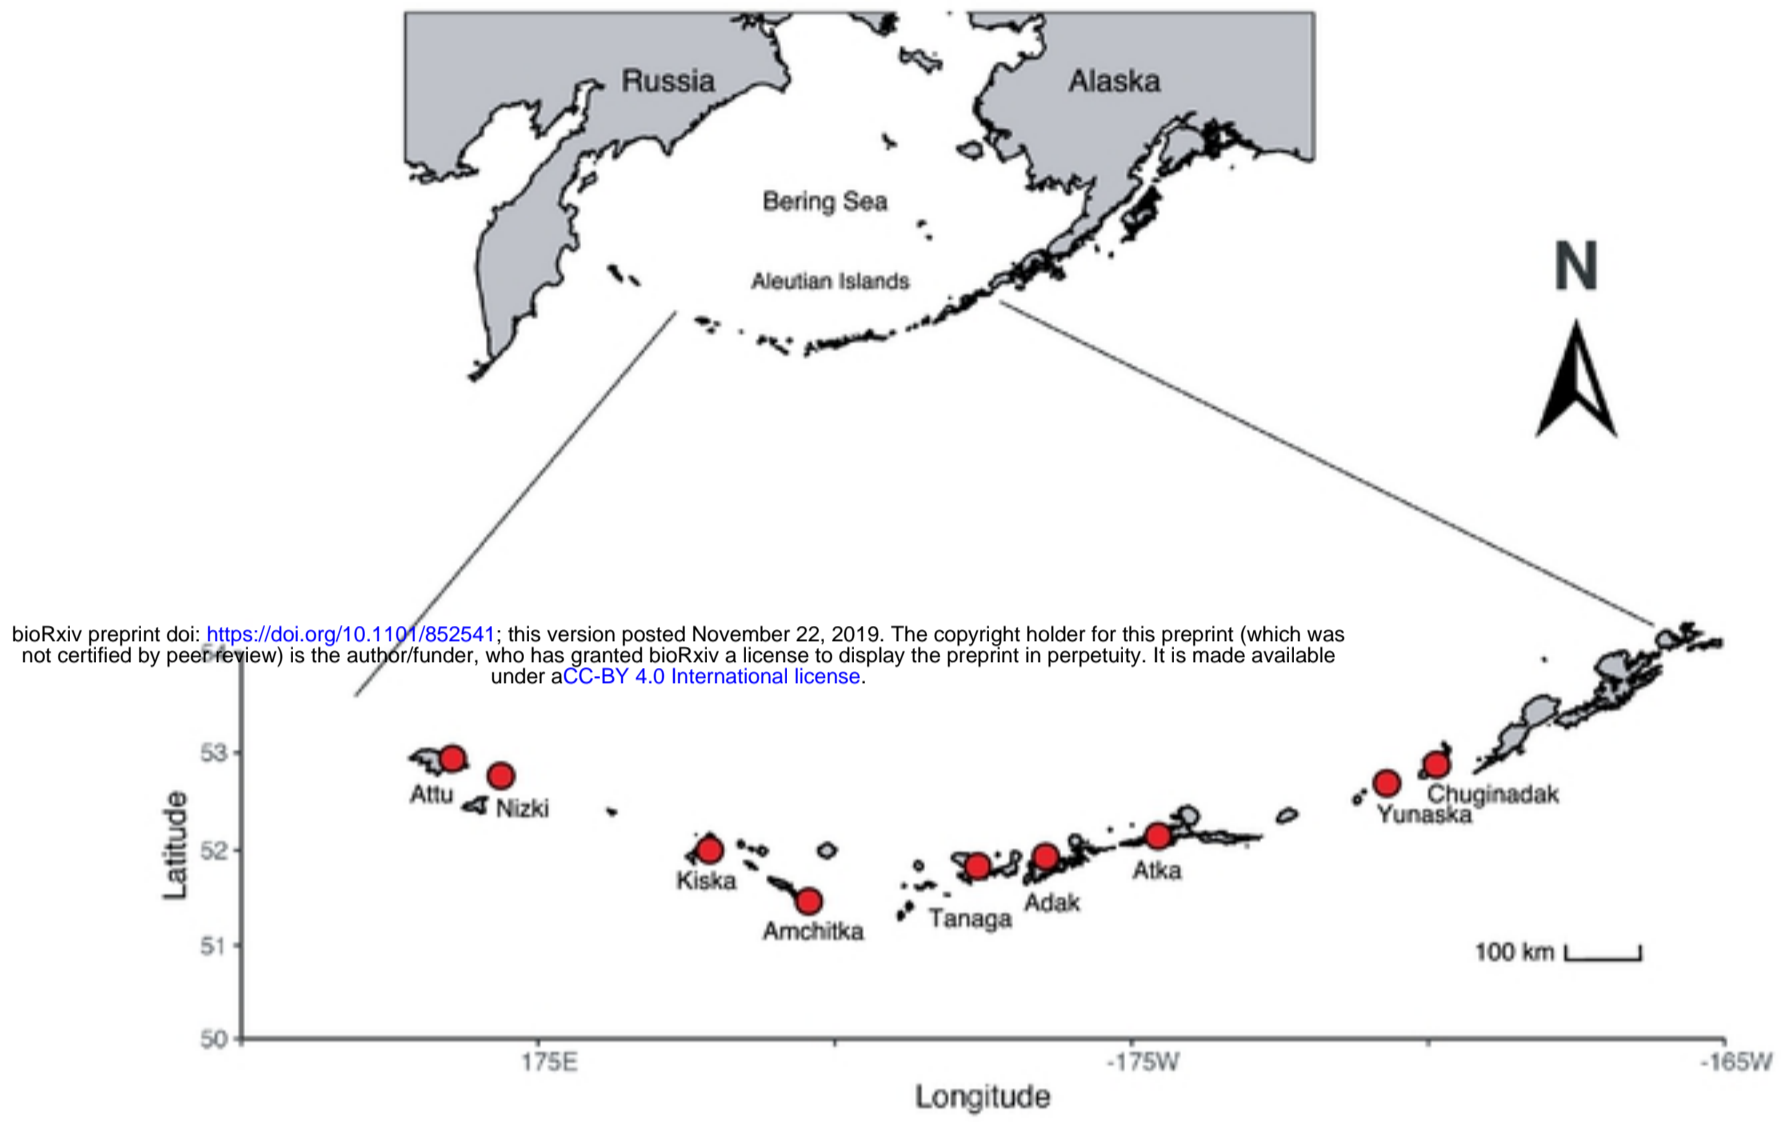 Russia
Alaska
Bering Sea
Aleutian Islands
N
bioRxiv preprint doi: https://doi.org/10.1101/852541; this version posted November 22, 2019. The copyright holder for this preprint (which was
not certified by peer review) is the author/funder, who has granted bioRxiv a license to display the preprint in perpetuity. It is made available
under aCC-BY 4.0 International license.
54
53
52
51
50
Latitude
Attu
Nizki
Kiska
Amchitka
Tanaga
Adak
Atka
Yunaska
Chuginadak
100 km
175E
-175W
-165W
Longitude